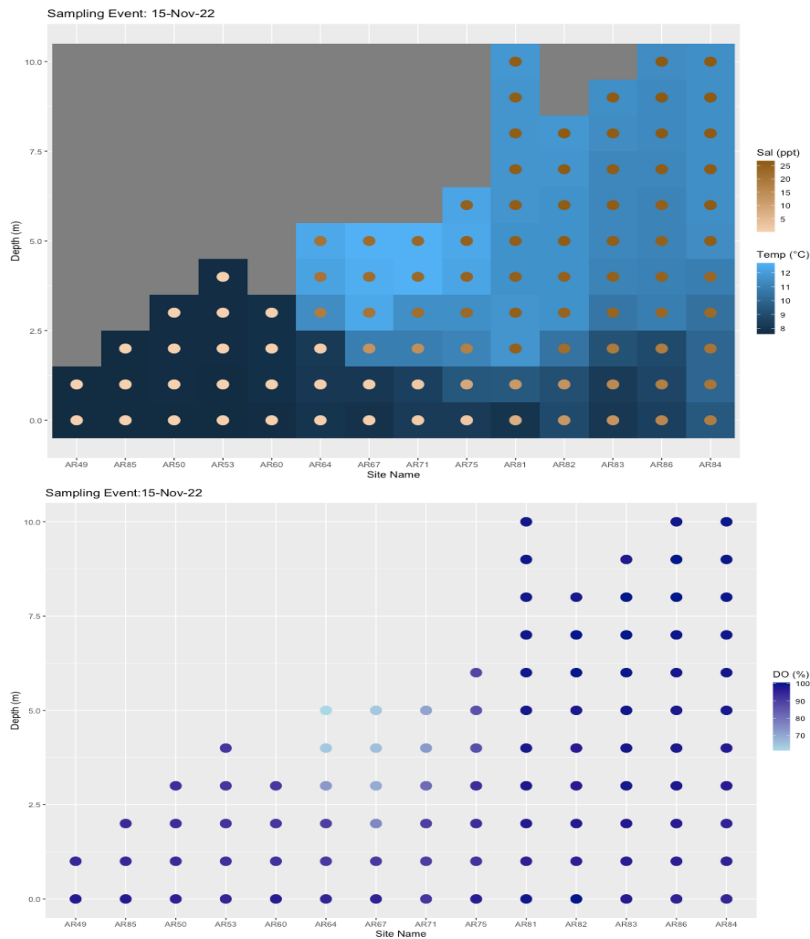 Sampling Event: 15-Nov-22
10.0
7.5
5.0
2.5
0.0
Depth (m)
AR49 AR85 AR50 AR53 AR60 AR64 AR67 AR71 AR75 AR81 AR82 AR83 AR86 AR84
Site Name
Sal (ppt)
25
20
15
10
5
Temp (°C)
12
11
10
9
8
Sampling Event:15-Nov-22
10.0
7.5
5.0
2.5
0.0
Depth (m)
AR49 AR85 AR50 AR53 AR60 AR64 AR67 AR71 AR75 AR81 AR82 AR83 AR86 AR84
Site Name
DO (%)
100
90
80
70